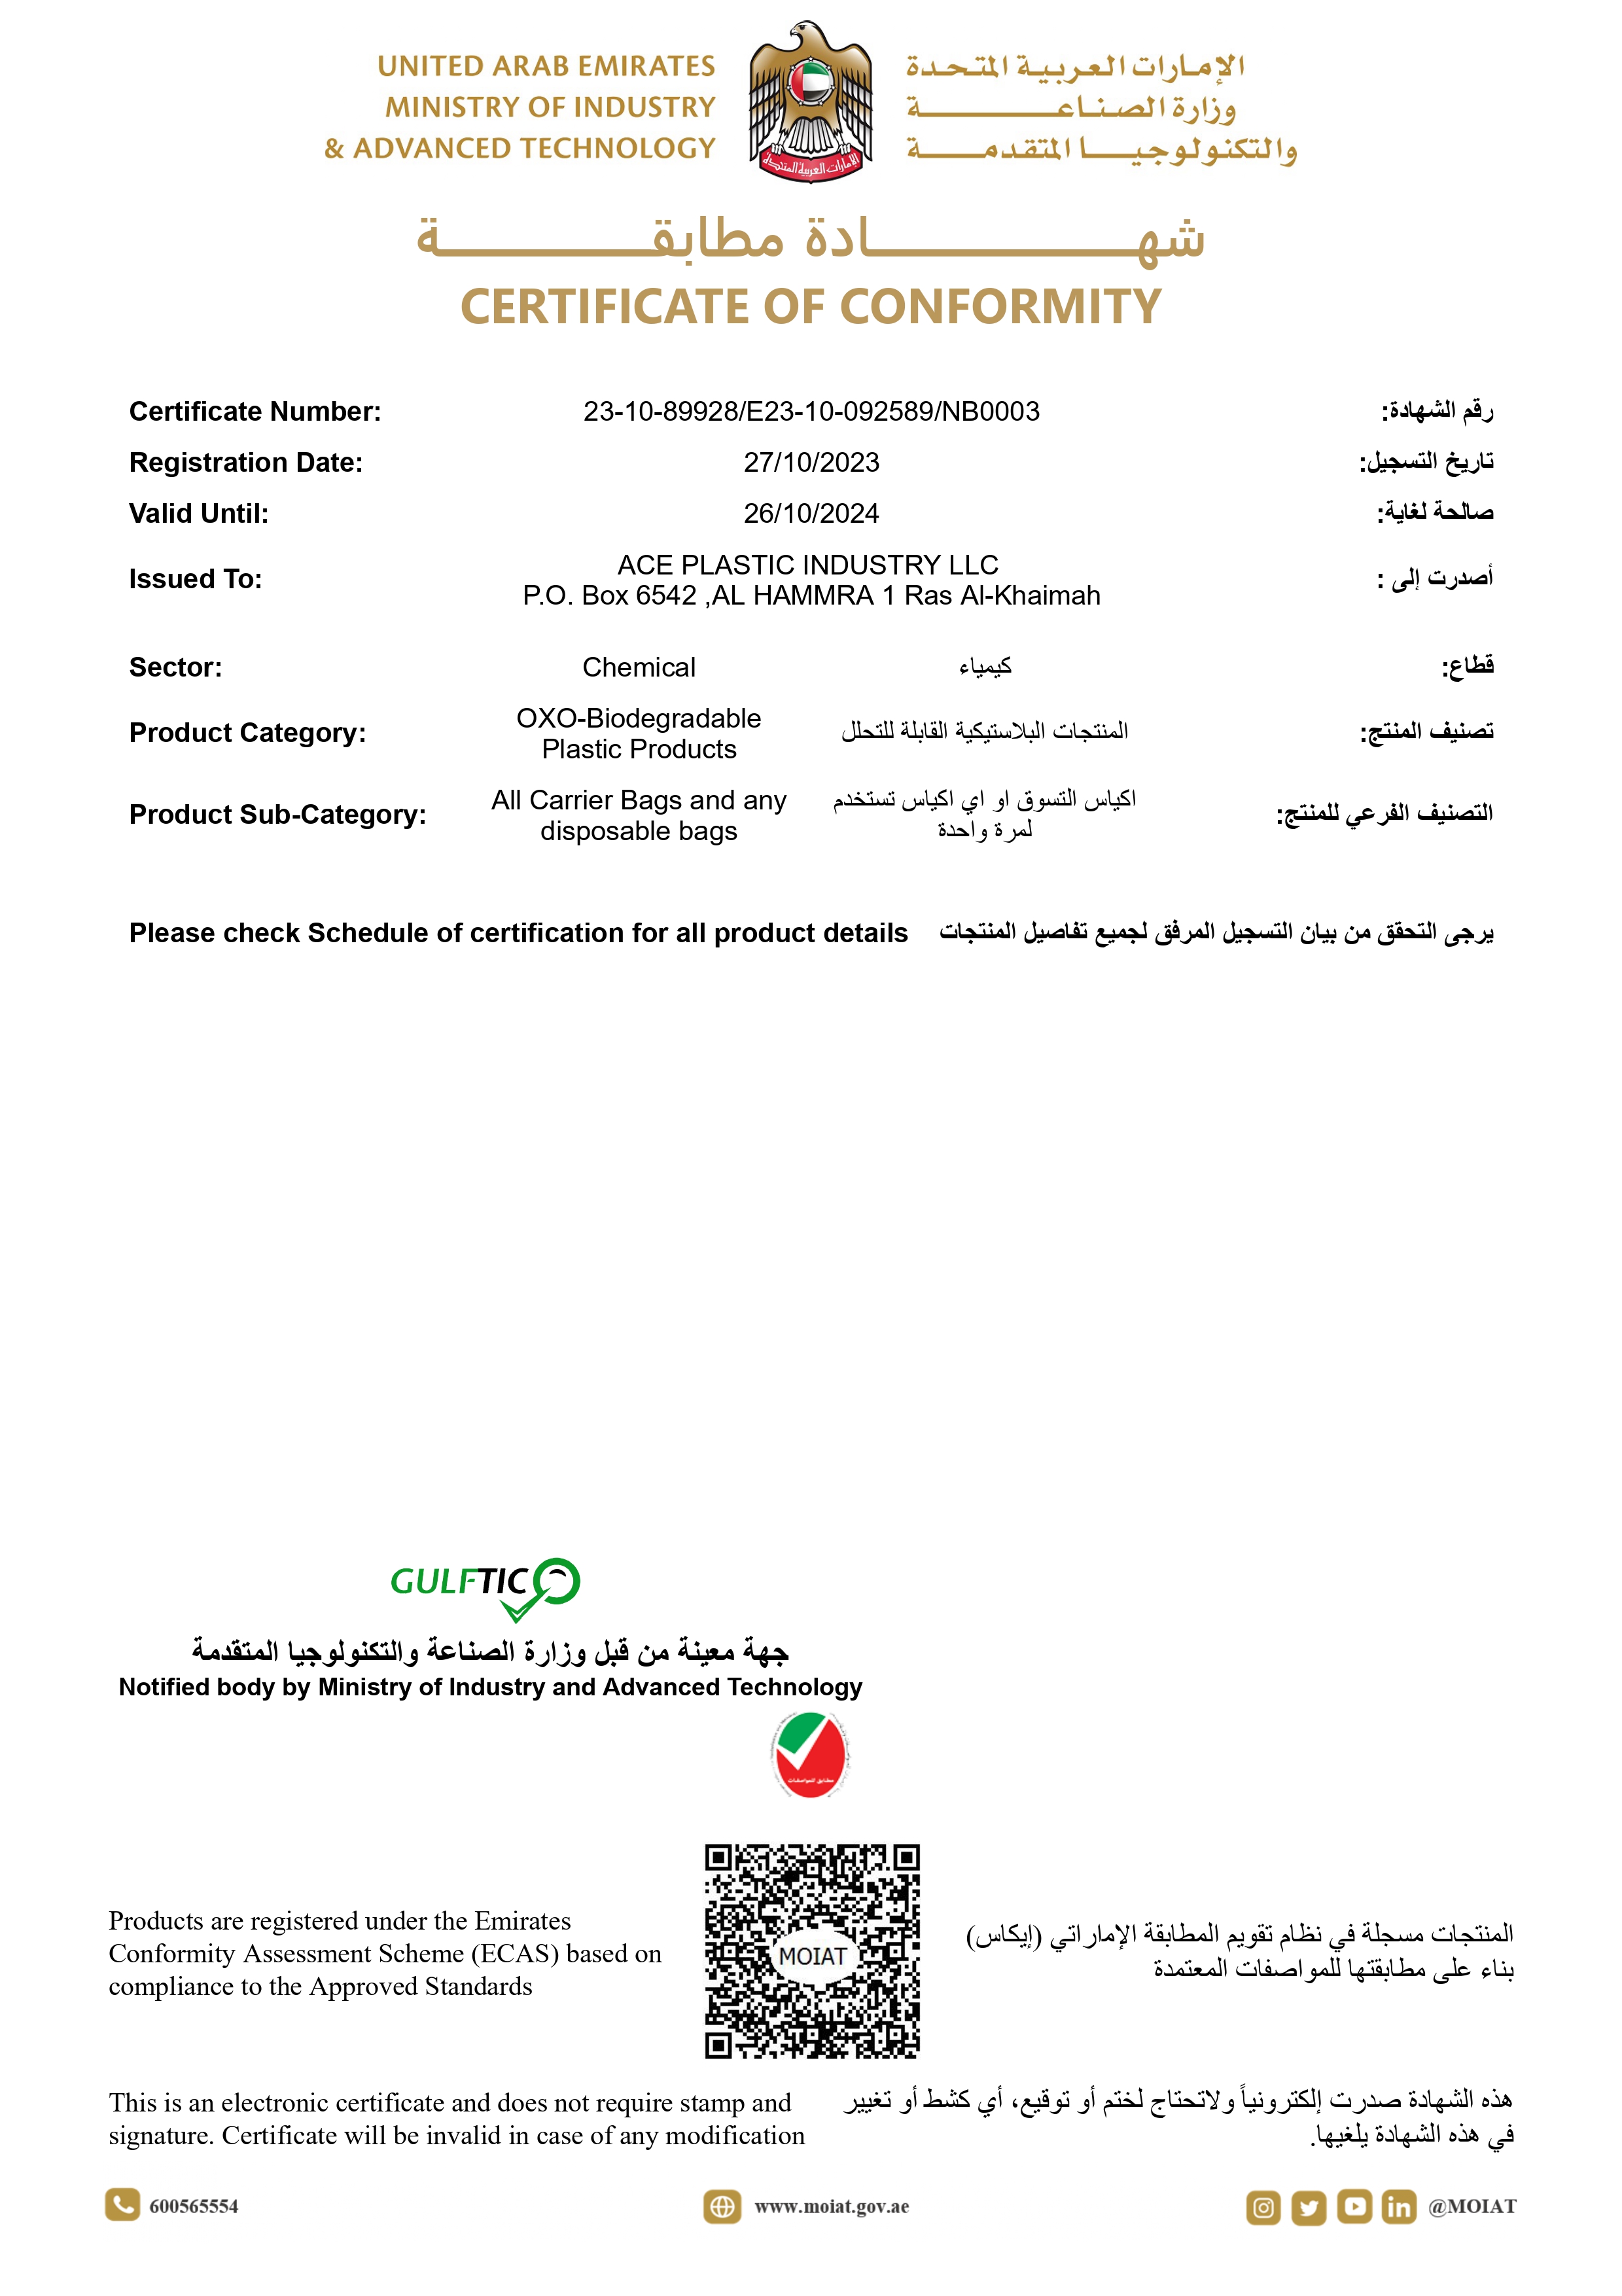 UNITED ARAB EMIRATES
MINISTRY OF INDUSTRY
& ADVANCED TECHNOLOGY
الإمارات العربية المتحدة
وزارة الصناعة
والتكنولوجيا المتقدمة
الإمارات العربية المتحدة
شهادة مطابقة
CERTIFICATE OF CONFORMITY
Certificate Number: 23-10-89928/E23-10-092589/NB0003 رقم الشهادة:
Registration Date: 27/10/2023 تاريخ التسجيل:
Valid Until: 26/10/2024 صالحة لغاية:
Issued To: ACE PLASTIC INDUSTRY LLC أصدرت إلى :
P.O. Box 6542 ,AL HAMMRA 1 Ras Al-Khaimah
Sector: Chemical كيمياء قطاع:
Product Category: OXO-Biodegradable المنتجات البلاستيكية القابلة للتحلل تصنيف المنتج:
Plastic Products
Product Sub-Category: All Carrier Bags and any اكياس التسوق او اي اكياس تستخدم التصنيف الفرعي للمنتج:
disposable bags لمرة واحدة
Please check Schedule of certification for all product details يرجى التحقق من بيان التسجيل المرفق لجميع تفاصيل المنتجات
GULFTIC
جهة معينة من قبل وزارة الصناعة والتكنولوجيا المتقدمة
Notified body by Ministry of Industry and Advanced Technology
مطابق للمواصفات
Products are registered under the Emirates
Conformity Assessment Scheme (ECAS) based on
compliance to the Approved Standards
MOIAT
المنتجات مسجلة في نظام تقويم المطابقة الإماراتي (إيكاس)
بناء على مطابقتها للمواصفات المعتمدة
This is an electronic certificate and does not require stamp and
signature. Certificate will be invalid in case of any modification
هذه الشهادة صدرت إلكترونياً ولاتحتاج لختم أو توقيع، أي كشط أو تغيير
في هذه الشهادة يلغيها.
600565554 www.moiat.gov.ae @MOIAT